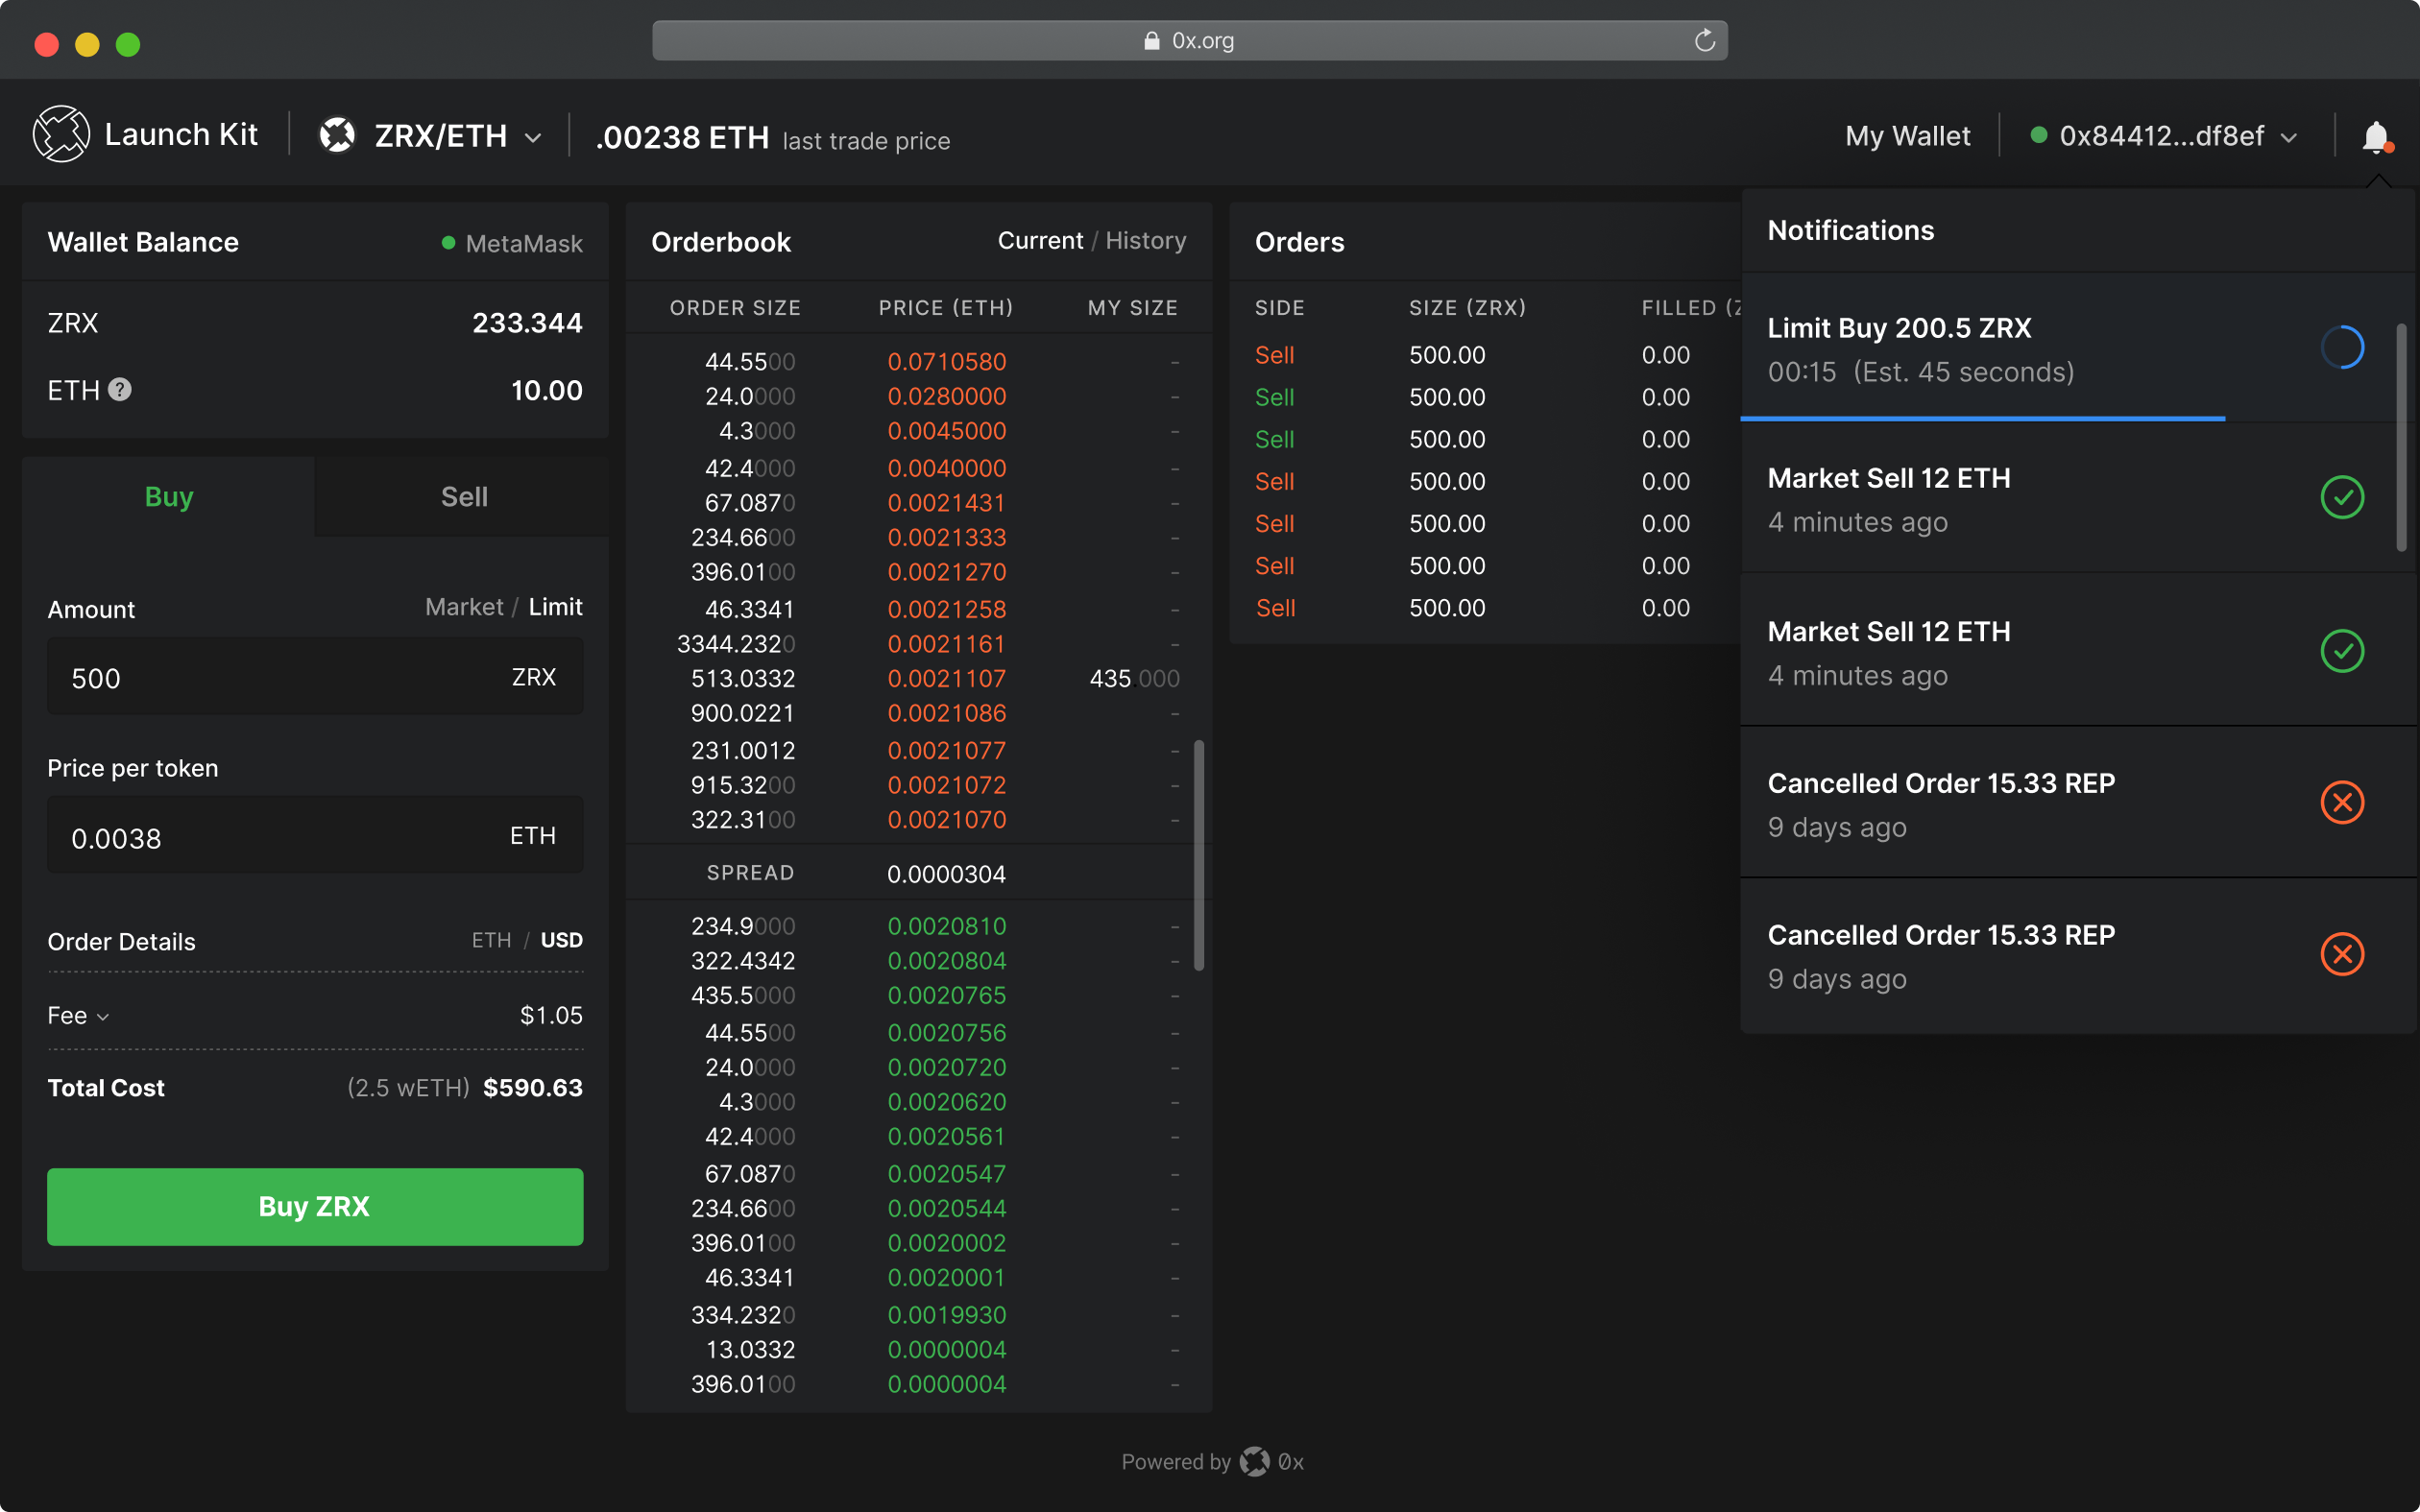 0x.org
Launch Kit
ZRX/ETH
.00238 ETH last trade price
My Wallet
0x84412...df8ef
Wallet Balance
MetaMask
ZRX 233.344
ETH ? 10.00
Buy
Sell
Amount
Market / Limit
500 ZRX
Price per token
0.0038 ETH
Order Details
ETH / USD
Fee $1.05
Total Cost (2.5 wETH) $590.63
Buy ZRX
Orderbook
Current / History
ORDER SIZE PRICE (ETH) MY SIZE
44.5500 0.0710580 -
24.0000 0.0280000 -
4.3000 0.0045000 -
42.4000 0.0040000 -
67.0870 0.0021431 -
234.6600 0.0021333 -
396.0100 0.0021270 -
46.3341 0.0021258 -
3344.2320 0.0021161 -
513.0332 0.0021107 435.000
900.0221 0.0021086 -
231.0012 0.0021077 -
915.3200 0.0021072 -
322.3100 0.0021070 -
SPREAD 0.0000304
234.9000 0.0020810 -
322.4342 0.0020804 -
435.5000 0.0020765 -
44.5500 0.0020756 -
24.0000 0.0020720 -
4.3000 0.0020620 -
42.4000 0.0020561 -
67.0870 0.0020547 -
234.6600 0.0020544 -
396.0100 0.0020002 -
46.3341 0.0020001 -
334.2320 0.0019930 -
13.0332 0.0000004 -
396.0100 0.0000004 -
Orders
SIDE SIZE (ZRX) FILLED (Z
Sell 500.00 0.00
Sell 500.00 0.00
Sell 500.00 0.00
Sell 500.00 0.00
Sell 500.00 0.00
Sell 500.00 0.00
Sell 500.00 0.00
Notifications
Limit Buy 200.5 ZRX
00:15 (Est. 45 seconds)
Market Sell 12 ETH
4 minutes ago
Market Sell 12 ETH
4 minutes ago
Cancelled Order 15.33 REP
9 days ago
Cancelled Order 15.33 REP
9 days ago
Powered by 0x